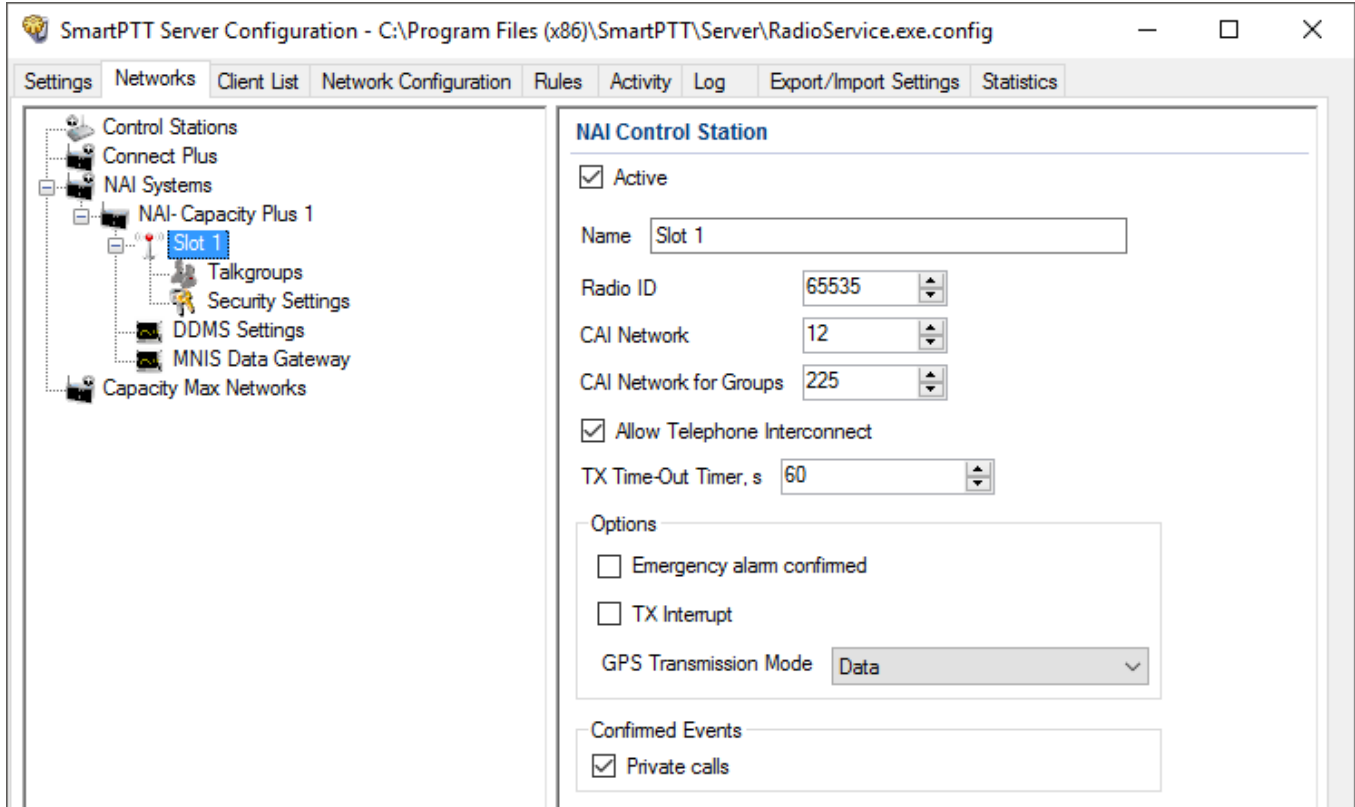 SmartPTT Server Configuration - C:\Program Files (x86)\SmartPTT\Server\RadioService.exe.config
Settings Networks Client List Network Configuration Rules Activity Log Export/Import Settings Statistics
Control Stations
Connect Plus
NAI Systems
NAI- Capacity Plus 1
Slot 1
Talkgroups
Security Settings
DDMS Settings
MNIS Data Gateway
Capacity Max Networks
NAI Control Station
Active
Name Slot 1
Radio ID 65535
CAI Network 12
CAI Network for Groups 225
Allow Telephone Interconnect
TX Time-Out Timer, s 60
Options
Emergency alarm confirmed
TX Interrupt
GPS Transmission Mode Data
Confirmed Events
Private calls